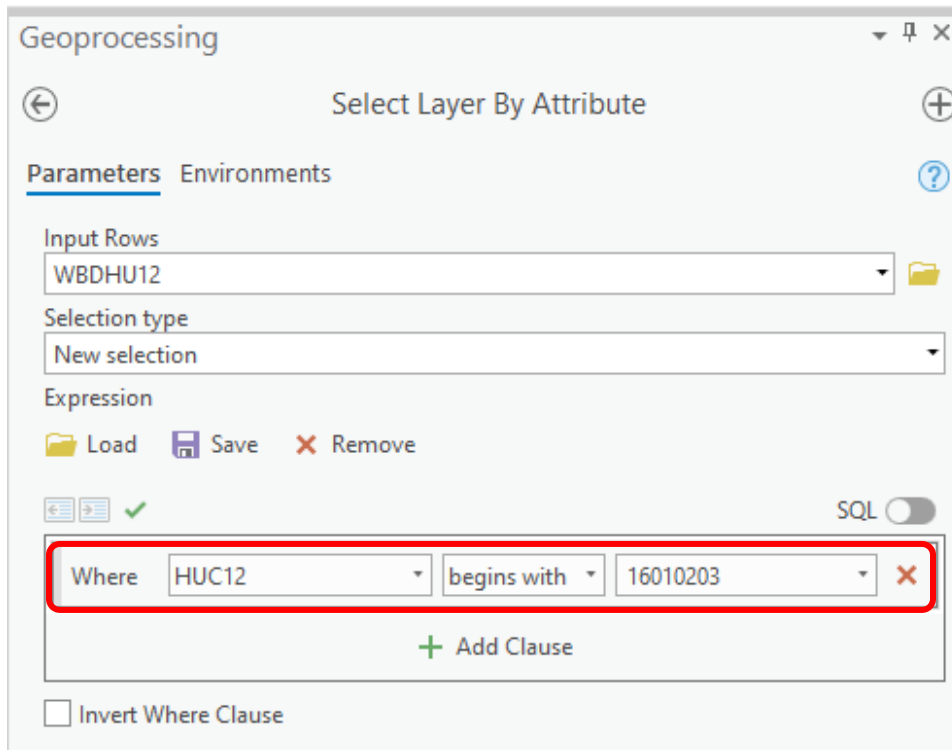 Geoprocessing
Select Layer By Attribute
Parameters Environments
Input Rows
WBDHU12
Selection type
New selection
Expression
Load Save Remove
SQL
Where HUC12 begins with 16010203
Add Clause
Invert Where Clause